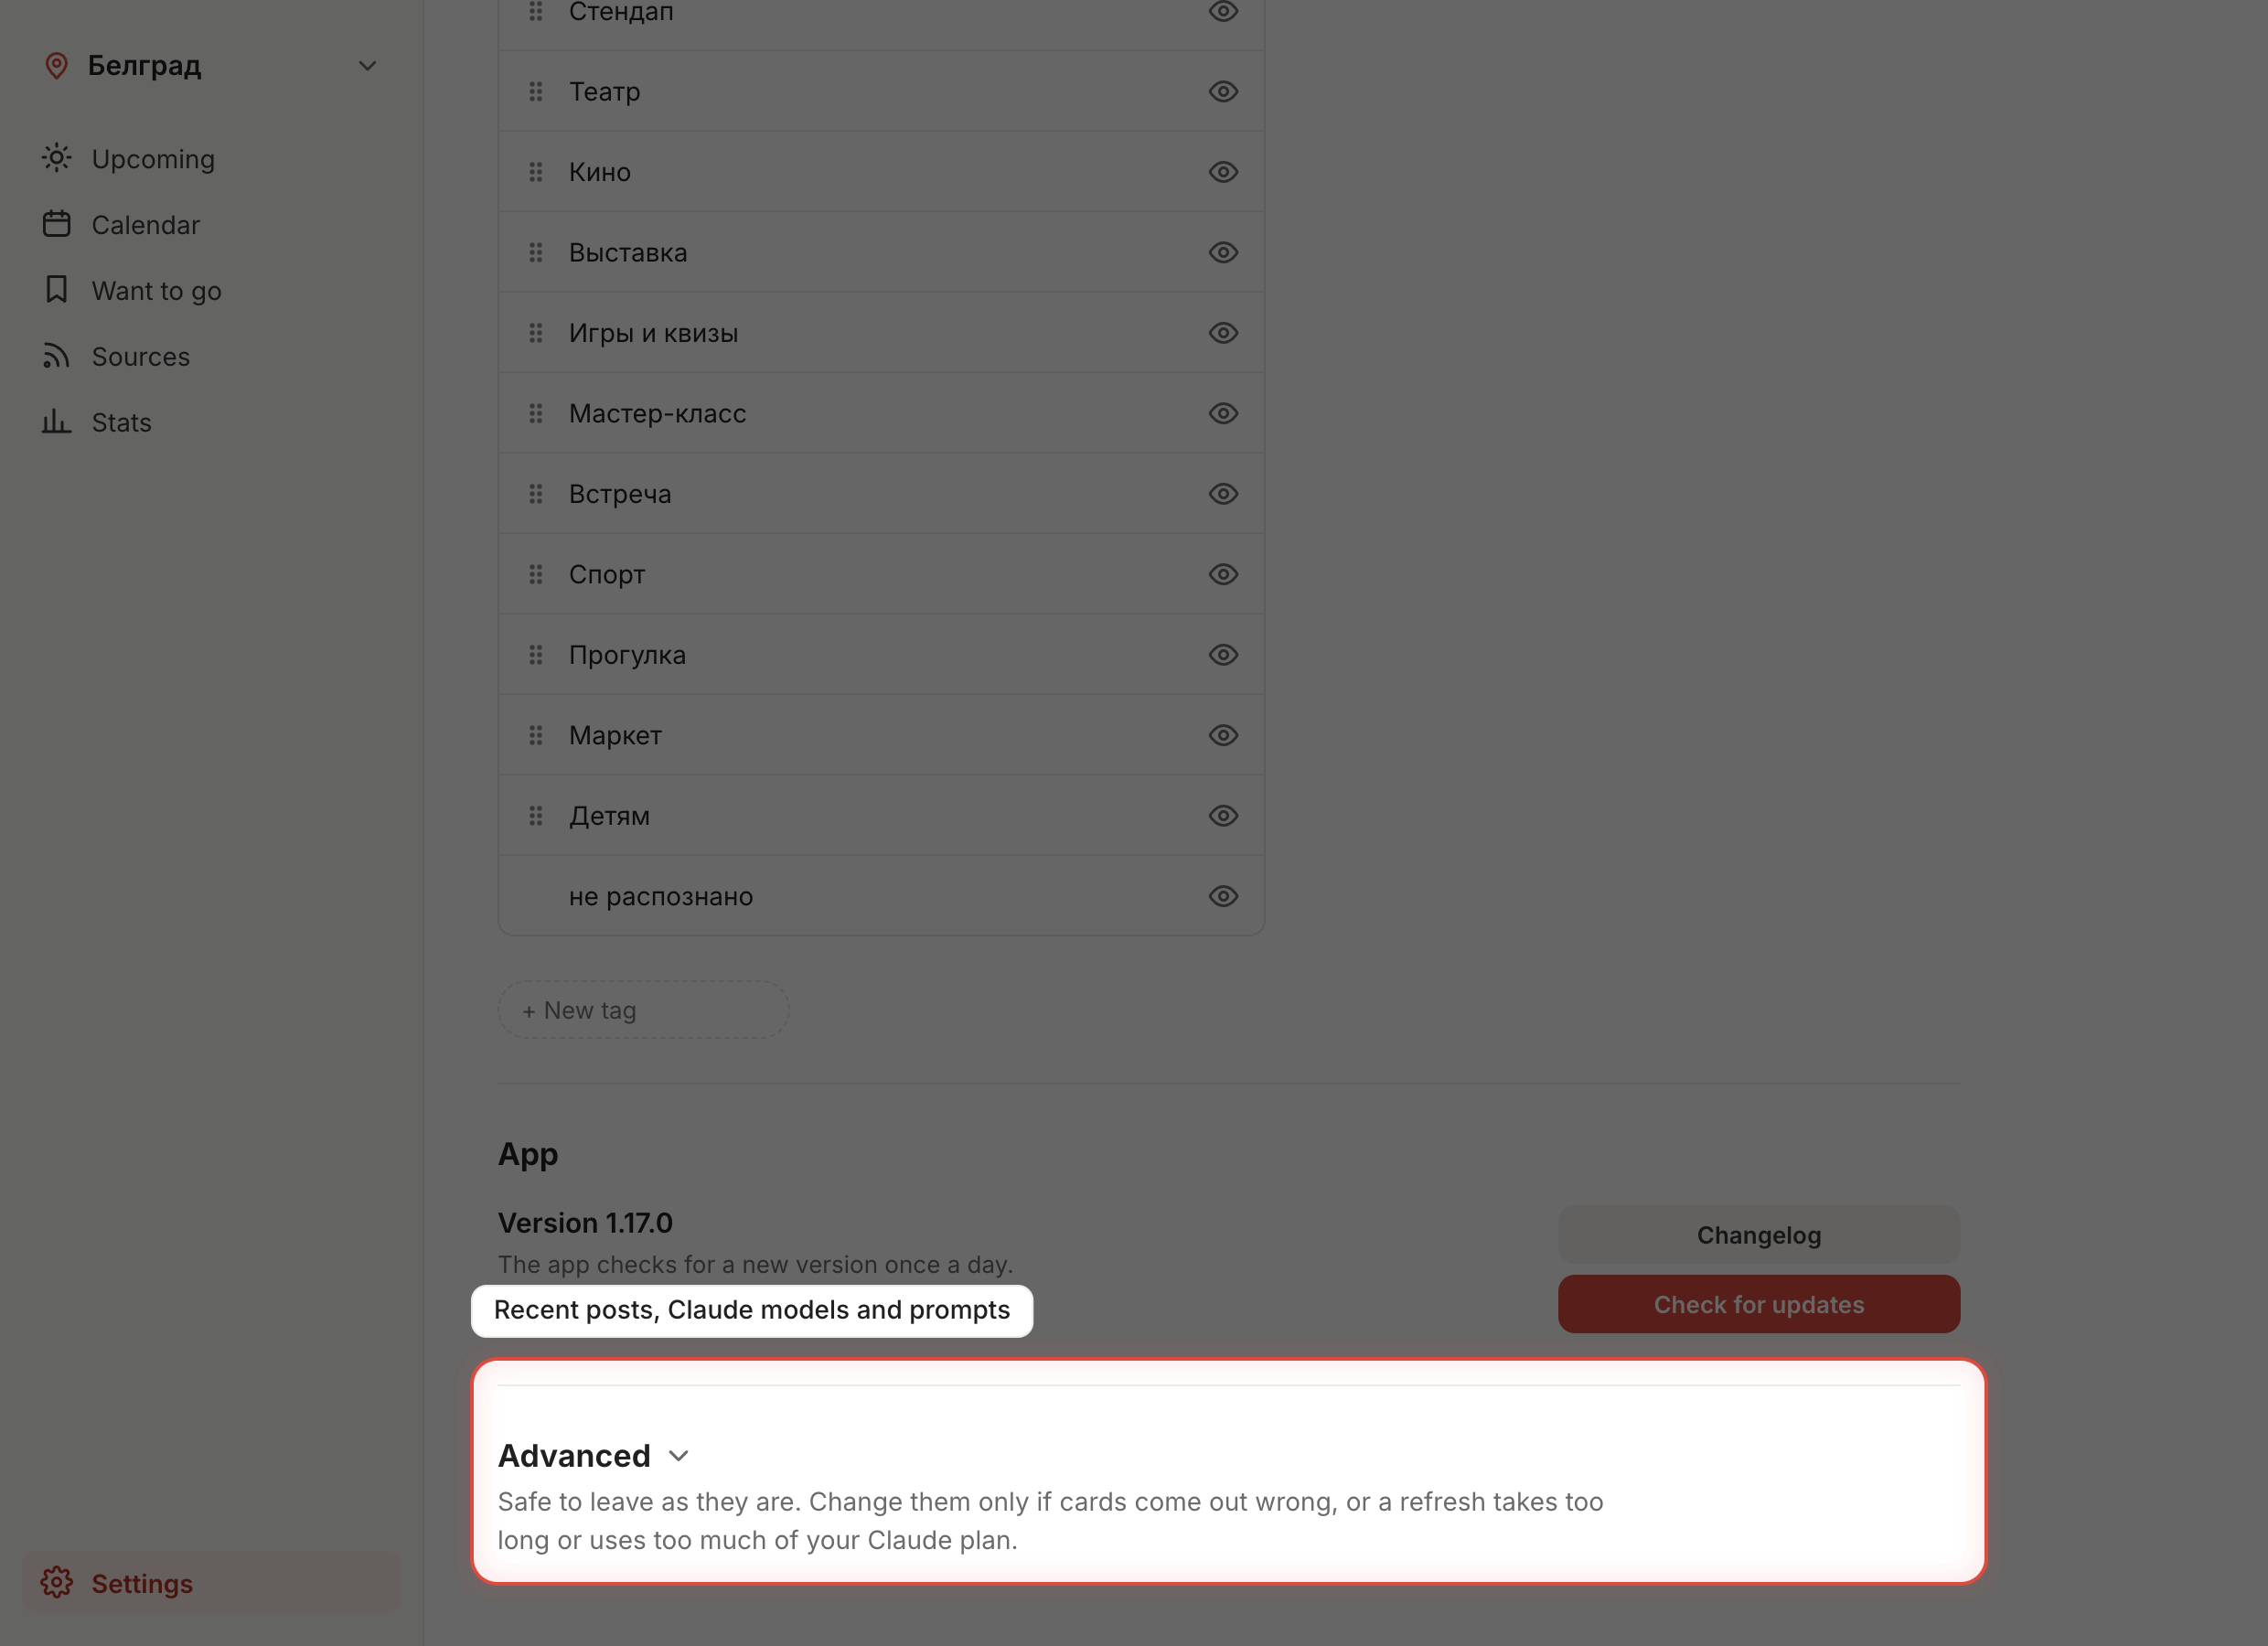 Белград
Upcoming
Calendar
Want to go
Sources
Stats
Settings
Стендап
Театр
Кино
Выставка
Игры и квизы
Мастер-класс
Встреча
Спорт
Прогулка
Маркет
Детям
не распознано
+ New tag
App
Version 1.17.0
The app checks for a new version once a day.
Changelog
Check for updates
Recent posts, Claude models and prompts
Advanced
Safe to leave as they are. Change them only if cards come out wrong, or a refresh takes too
long or uses too much of your Claude plan.